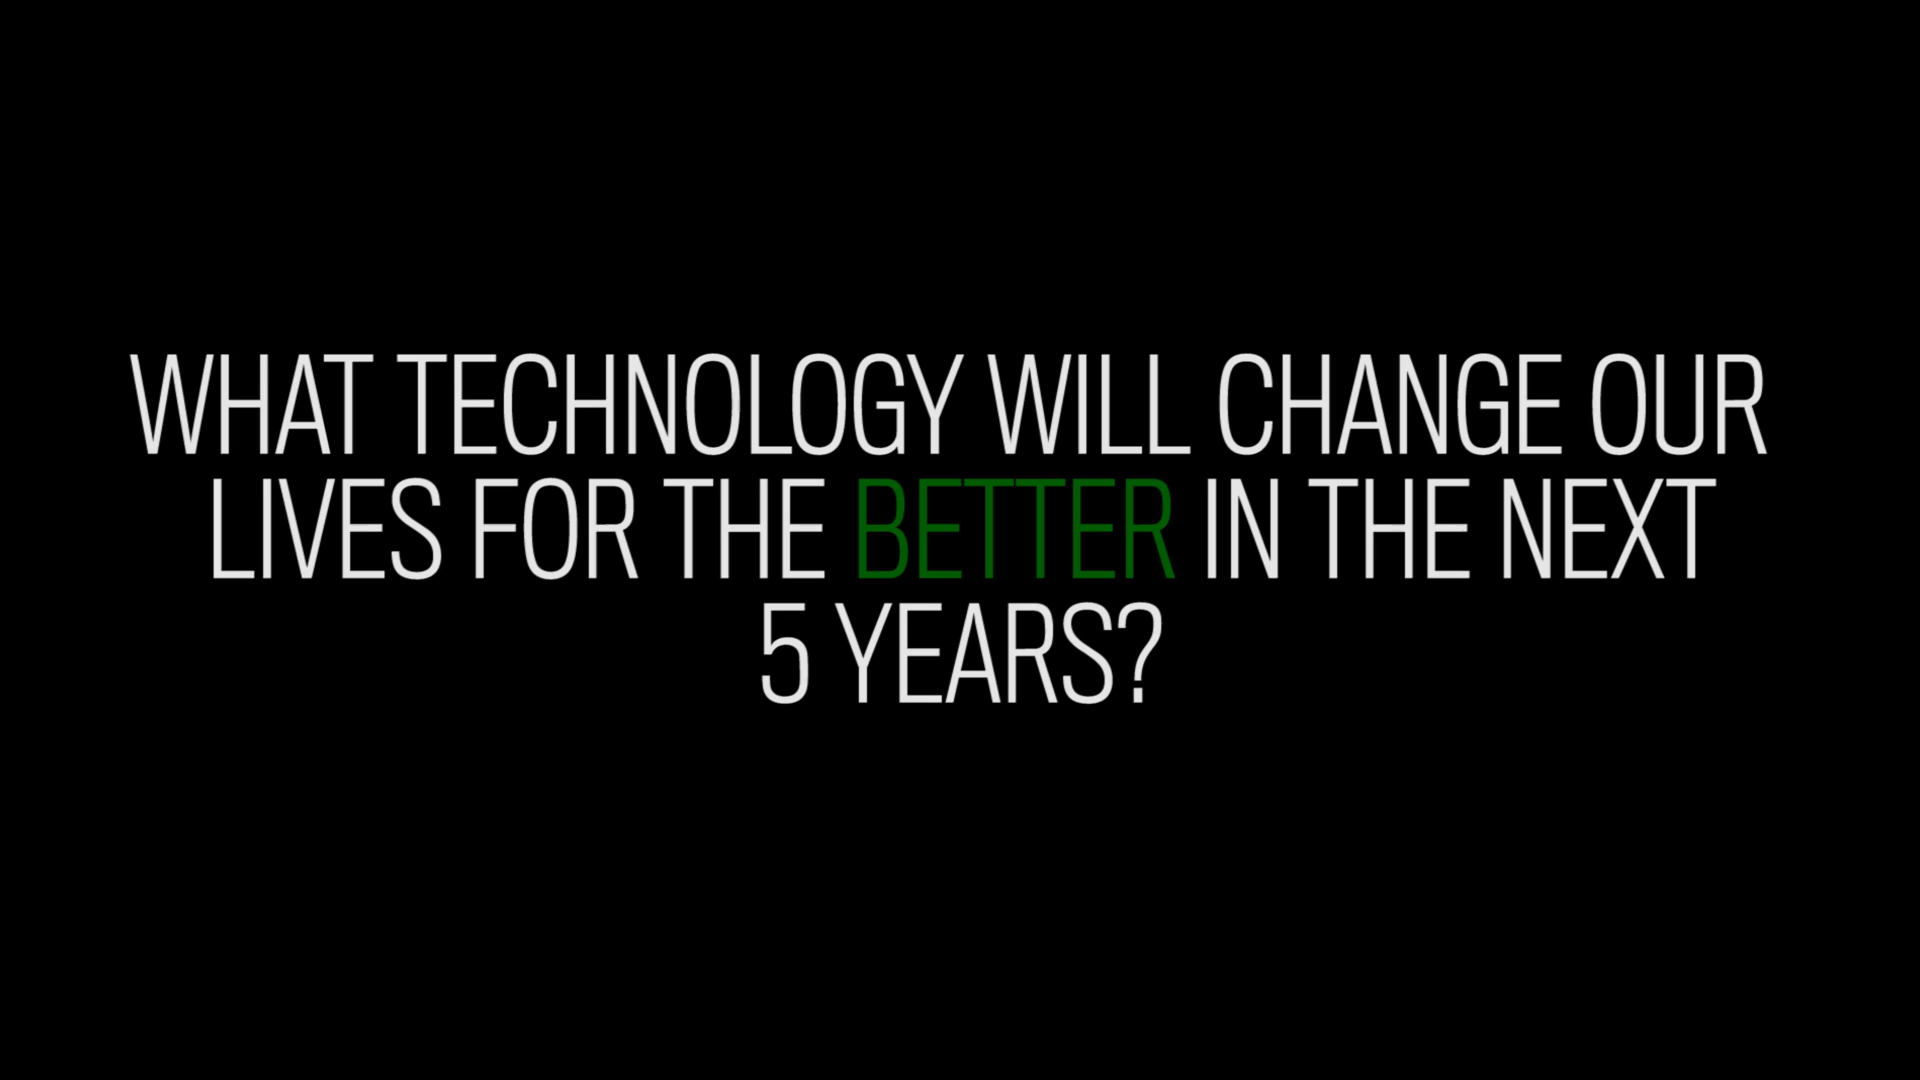 WHAT TECHNOLOGY WILL CHANGE OUR
LIVES FOR THE BETTER IN THE NEXT
5 YEARS?